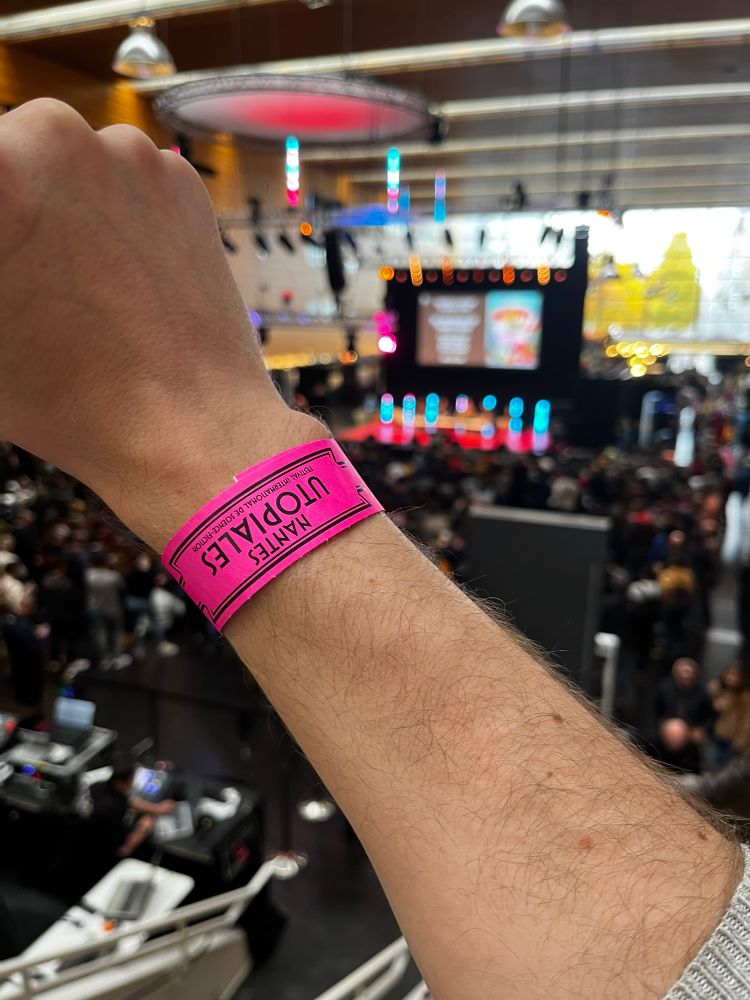 NANTES
UTOPIALES
FESTIVAL INTERNATIONAL DE SCIENCE-FICTION